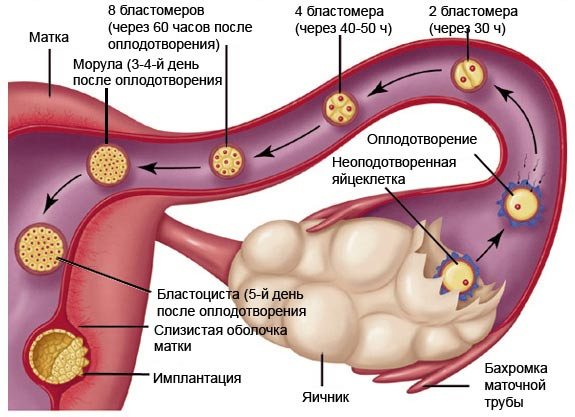 Матка
8 бластомеров
(через 60 часов после
оплодотворения)
4 бластомера
(через 40-50 ч)
2 бластомера
(через 30 ч)
Морула (3-4-й день
после оплодотворения
Оплодотворение
Неоподотворенная
яйцеклетка
Бластоциста (5-й день
после оплодотворения
Слизистая оболочка
матки
Имплантация
Яичник
Бахромка
маточной
трубы